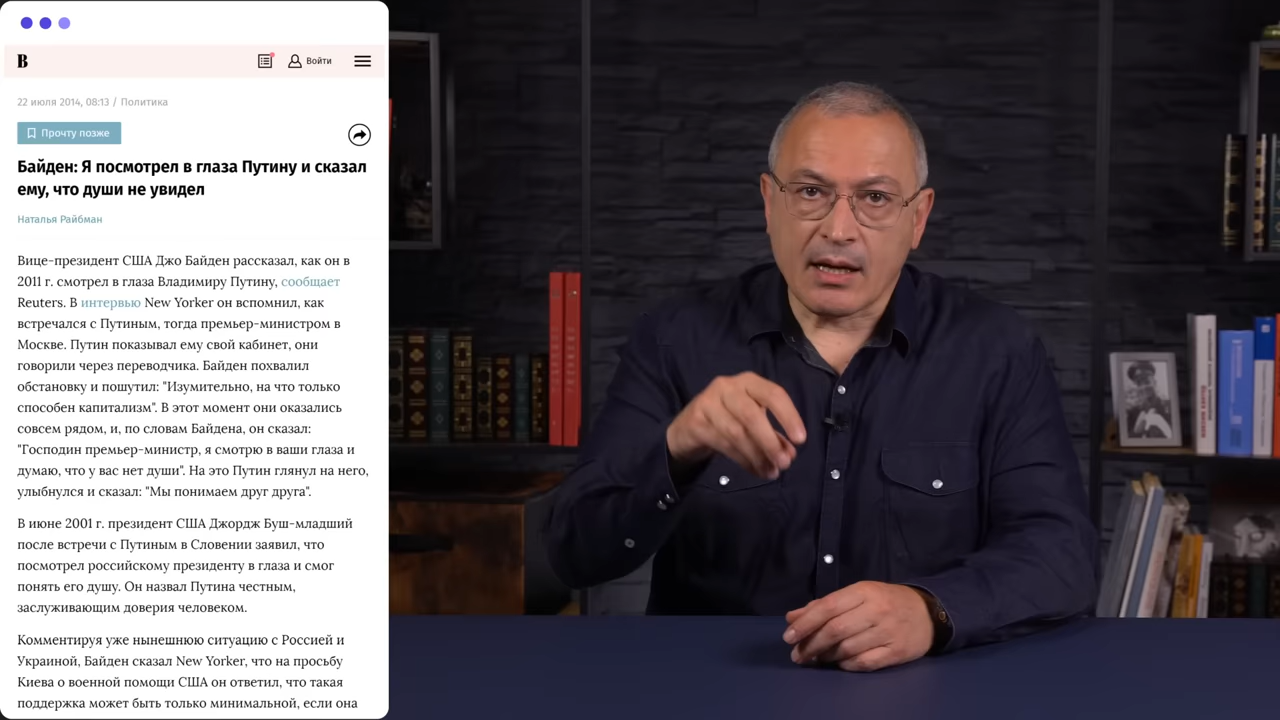 B
Войти
22 июля 2014, 08:13 / Политика
Прочту позже
Байден: Я посмотрел в глаза Путину и сказал
ему, что души не увидел
Наталья Райбман
Вице-президент США Джо Байден рассказал, как он в
2011 г. смотрел в глаза Владимиру Путину, сообщает
Reuters. В интервью New Yorker он вспомнил, как
встречался с Путиным, тогда премьер-министром в
Москве. Путин показывал ему свой кабинет, они
говорили через переводчика. Байден похвалил
обстановку и пошутил: "Изумительно, на что только
способен капитализм". В этот момент они оказались
совсем рядом, и, по словам Байдена, он сказал:
"Господин премьер-министр, я смотрю в ваши глаза и
думаю, что у вас нет души". На это Путин глянул на него,
улыбнулся и сказал: "Мы понимаем друг друга".
В июне 2001 г. президент США Джордж Буш-младший
после встречи с Путиным в Словении заявил, что
посмотрел российскому президенту в глаза и смог
понять его душу. Он назвал Путина честным,
заслуживающим доверия человеком.
Комментируя уже нынешнюю ситуацию с Россией и
Украиной, Байден сказал New Yorker, что на просьбу
Киева о военной помощи США он ответил, что такая
поддержка может быть только минимальной, если она